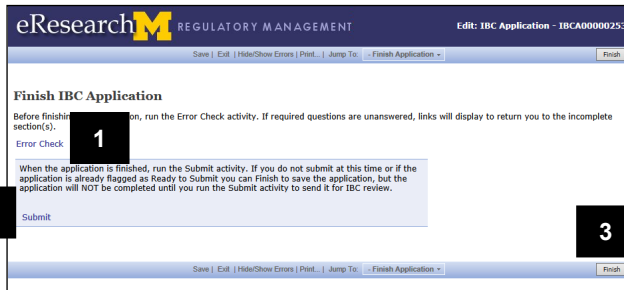 eResearch M REGULATORY MANAGEMENT Edit: IBC Application - IBCA00000253
Save | Exit | Hide/Show Errors | Print... | Jump To: - Finish Application - Finish
Finish IBC Application
Before finishing on, run the Error Check activity. If required questions are unanswered, links will display to return you to the incomplete
section(s).
1
Error Check
When the application is finished, run the Submit activity. If you do not submit at this time or if the
application is already flagged as Ready to Submit you can Finish to save the application, but the
application will NOT be completed until you run the Submit activity to send it for IBC review.
Submit
3
Save | Exit | Hide/Show Errors | Print... | Jump To: - Finish Application - Finish